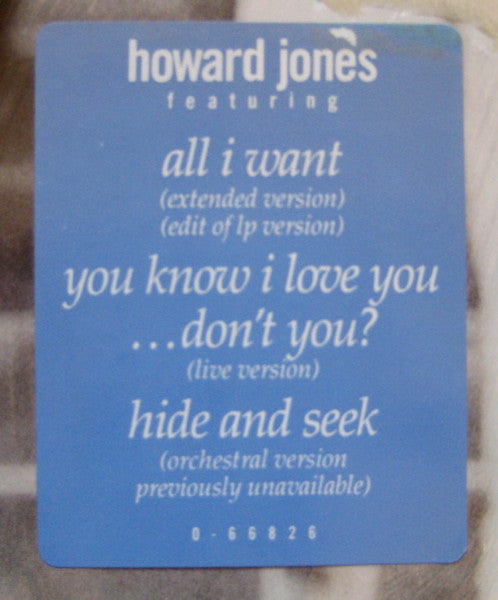 howard jones
featuring
all i want
(extended version)
(edit of lp version)
you know i love you
...don't you?
(live version)
hide and seek
(orchestral version
previously unavailable)
0-66826